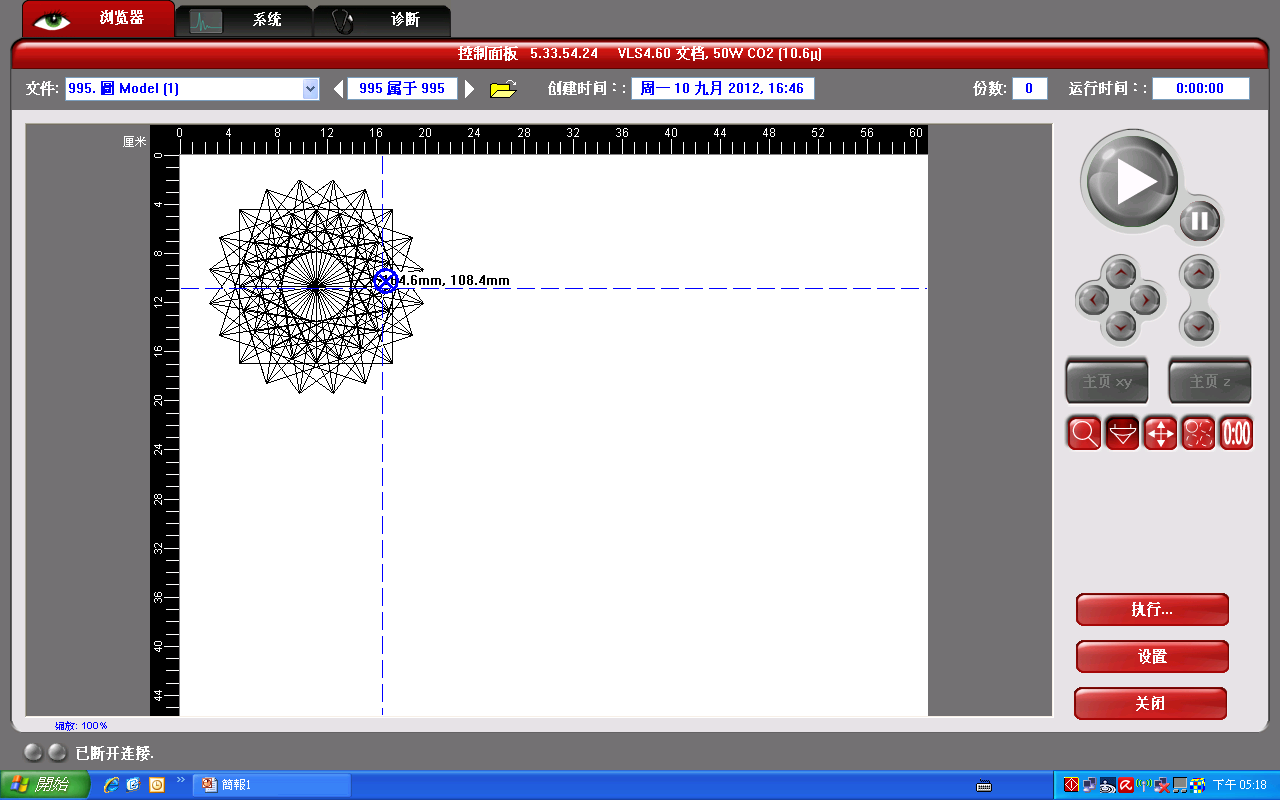 浏览器
系统
诊断
控制面板 5.33.54.24 VLS4.60 文档, 50W CO2 (10.6µ)
文件: 995. 圖 Model (1)
995 属于 995
创建时间∶: 周一 10 九月 2012, 16:46
份数: 0
运行时间∶: 0:00:00
厘米
0 4 8 12 16 20 24 28 32 36 40 44 48 52 56 60
0
4
8
12
16
20
24
28
32
36
40
44
4.6mm, 108.4mm
主页 xy
主页 z
0:00
执行...
设置
关闭
缩放: 100%
已断开连接.
開始
簡報1
下午 05:18